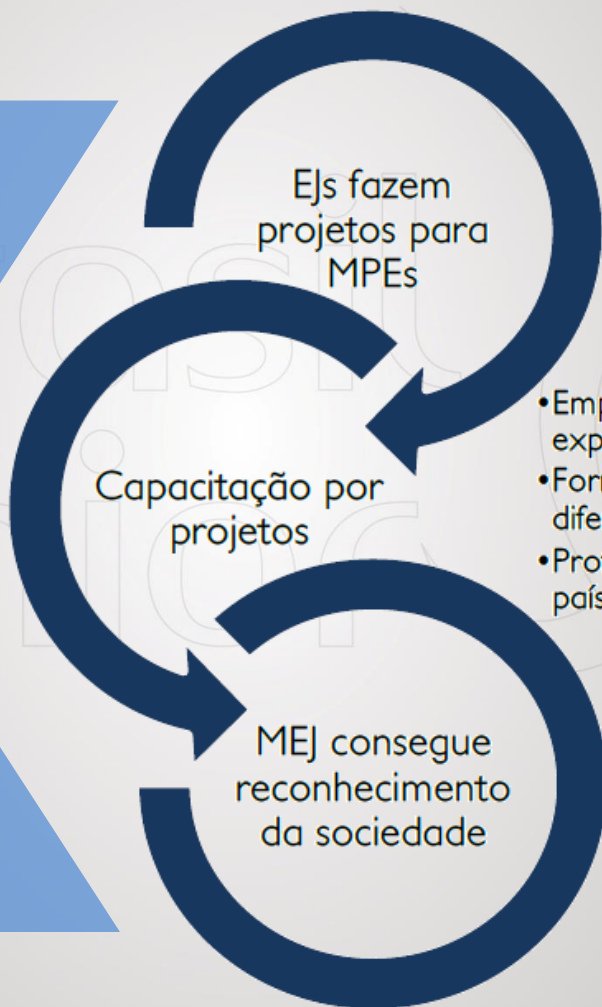 EJs fazem
projetos para
MPEs
Capacitação por
projetos
MEJ consegue
reconhecimento
da sociedade